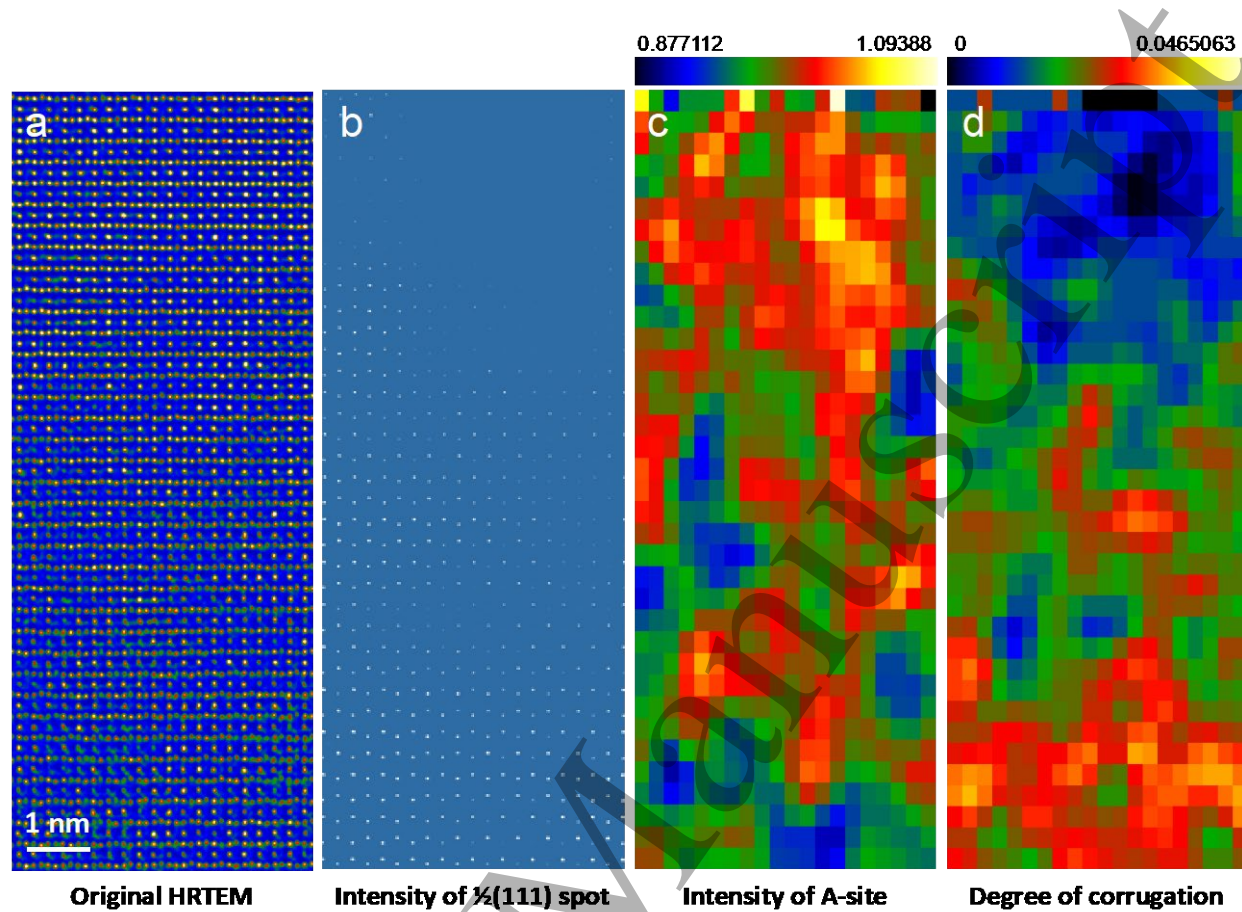 0.877112 1.09388 0 0.0465063
a b c d
1 nm
Original HRTEM Intensity of ½(111) spot Intensity of A-site Degree of corrugation
Manuscript